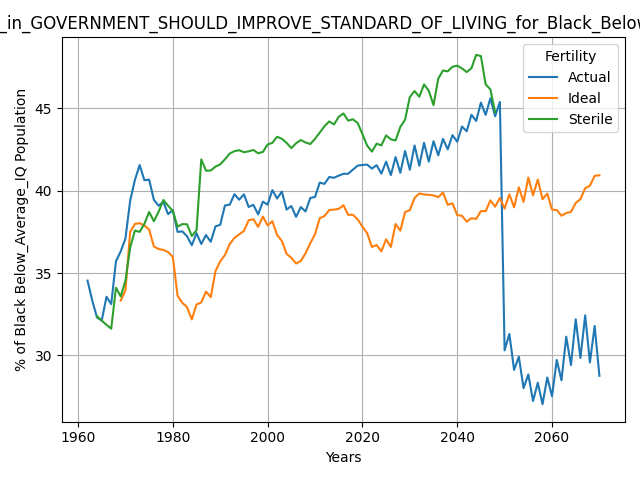 _in_GOVERNMENT_SHOULD_IMPROVE_STANDARD_OF_LIVING_for_Black_Below
% of Black Below_Average_IQ Population
45
40
35
30
Fertility
Actual
Ideal
Sterile
1960 1980 2000 2020 2040 2060
Years